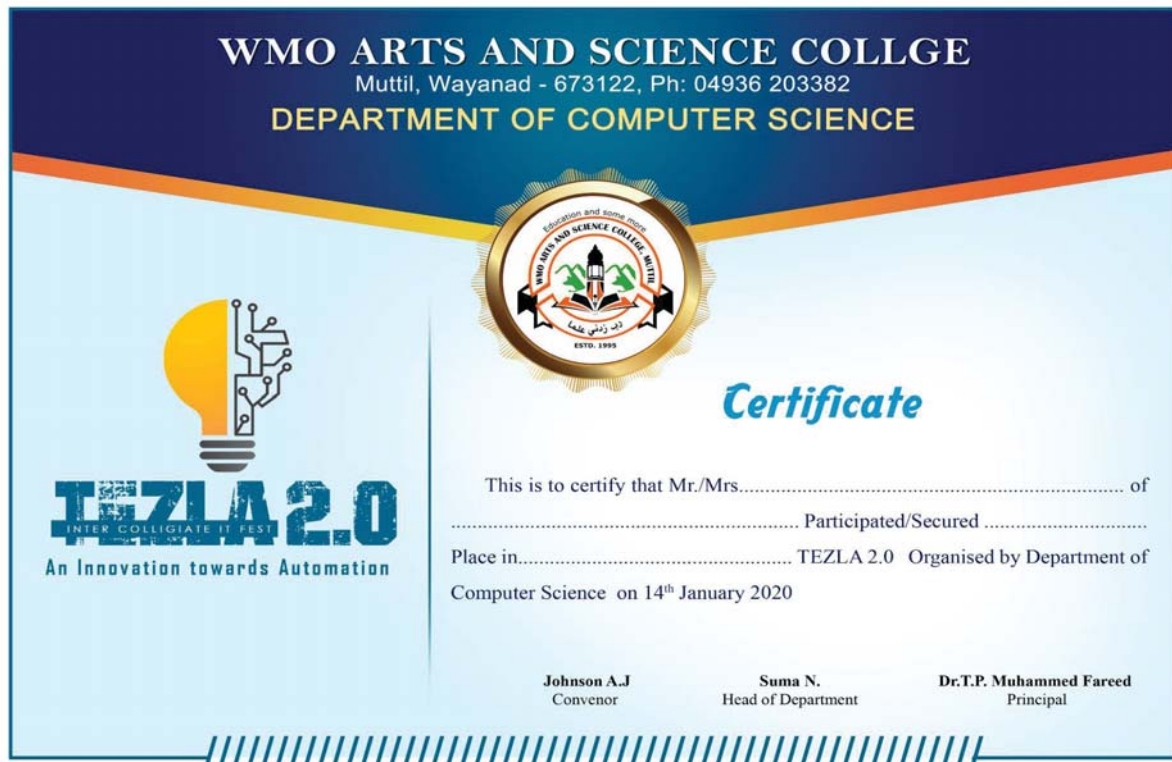 WMO ARTS AND SCIENCE COLLGE
Muttil, Wayanad - 673122, Ph: 04936 203382
DEPARTMENT OF COMPUTER SCIENCE
Education and some more
WMO ARTS AND SCIENCE COLLEGE, MUTTIL
رب زدني علما
ESTD. 1995
TEZLA 2.0
INTER COLLIGIATE IT FEST
An Innovation towards Automation
Certificate
This is to certify that Mr./Mrs........................................................................ of
.................................................................. Participated/Secured ..............................
Place in.................................................. TEZLA 2.0 Organised by Department of
Computer Science on 14th January 2020
Johnson A.J
Convenor
Suma N.
Head of Department
Dr.T.P. Muhammed Fareed
Principal